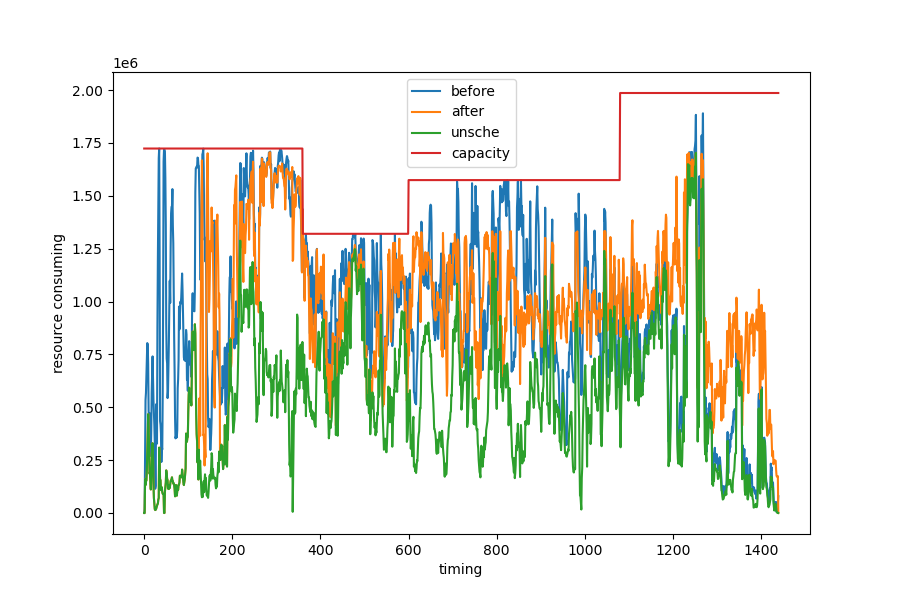 1e6
2.00
1.75
1.50
1.25
1.00
0.75
0.50
0.25
0.00
resource consuming
before
after
unsche
capacity
0 200 400 600 800 1000 1200 1400
timing